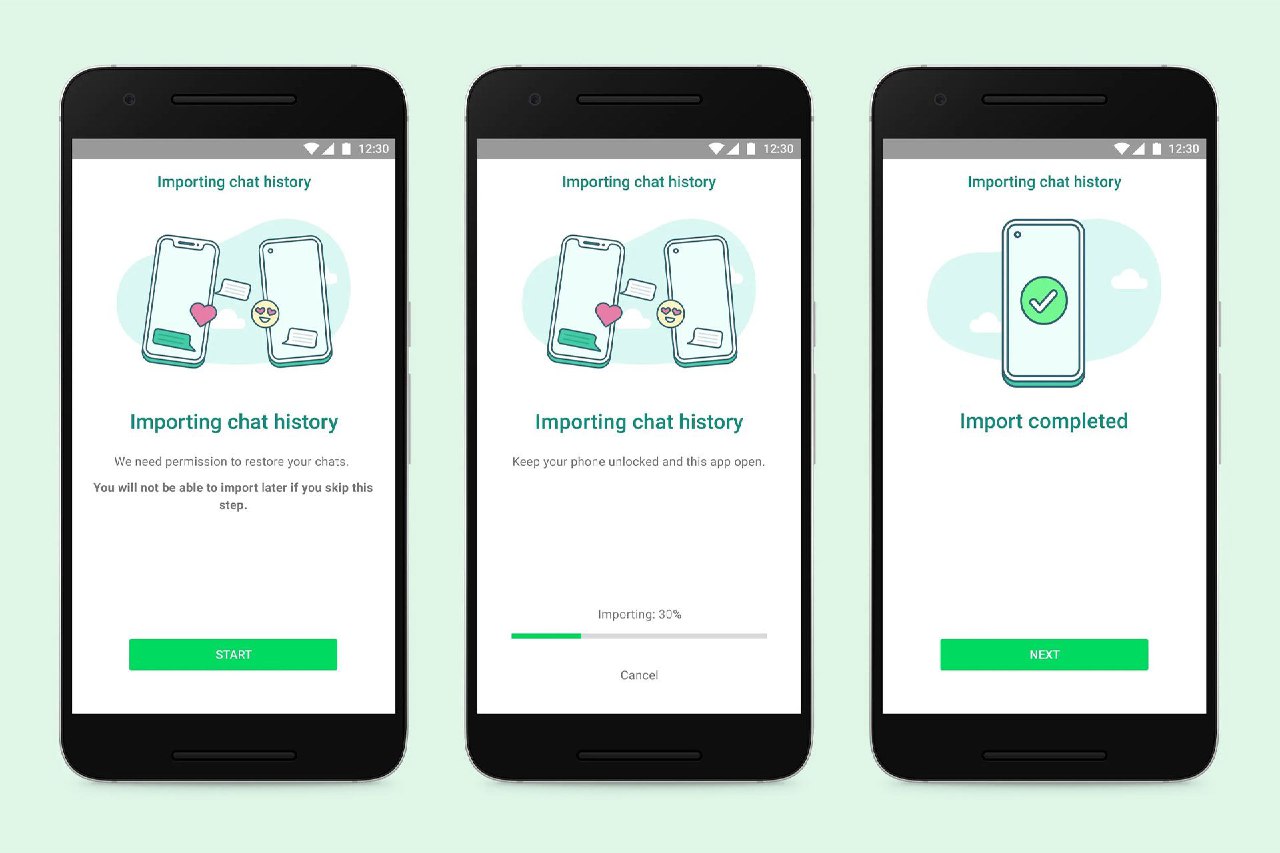 12:30
Importing chat history
Importing chat history
We need permission to restore your chats.
You will not be able to import later if you skip this
step.
START
12:30
Importing chat history
Importing chat history
Keep your phone unlocked and this app open.
Importing: 30%
Cancel
12:30
Importing chat history
Import completed
NEXT